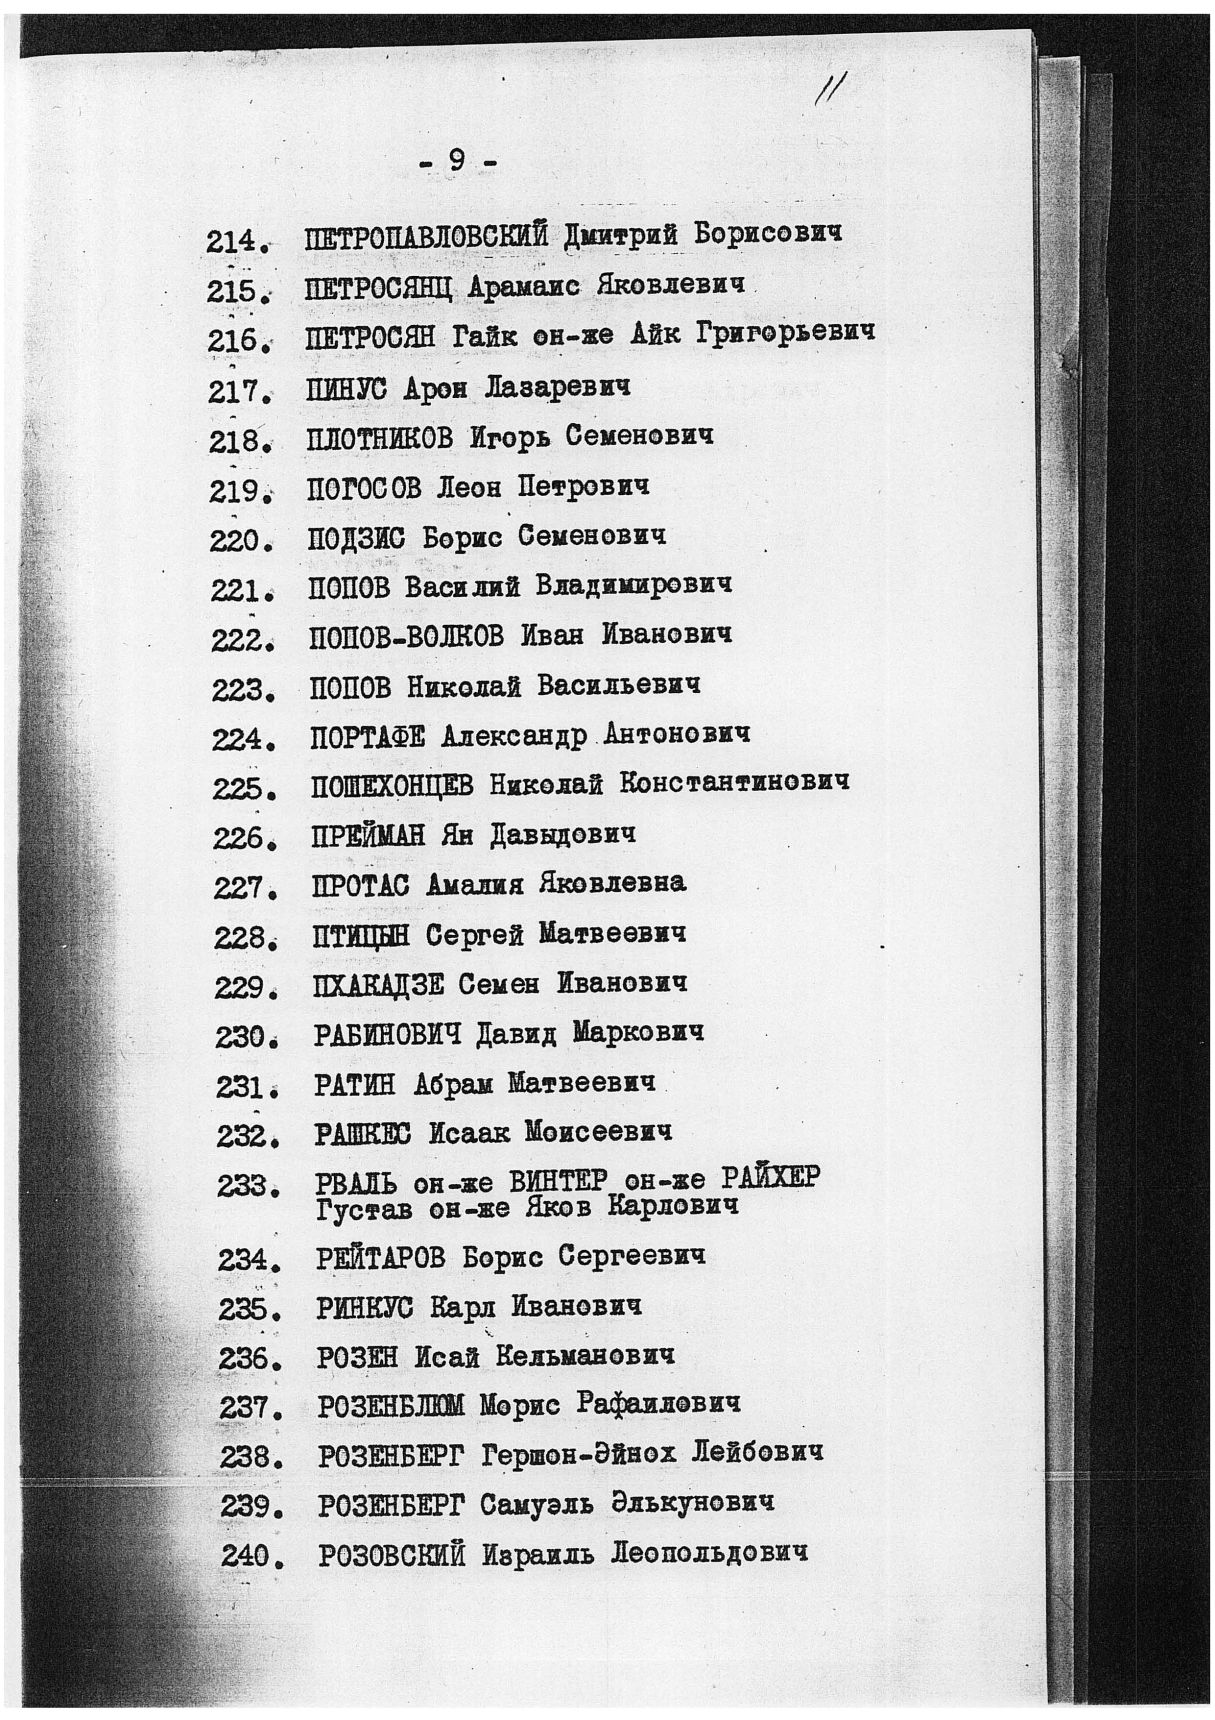 11
- 9 -
214. ПЕТРОПАВЛОВСКИЙ Дмитрий Борисович
215. ПЕТРОСЯНЦ Арамаис Яковлевич
216. ПЕТРОСЯН Гайк он-же Айк Григорьевич
217. ПИНУС Арон Лазаревич
218. ПЛОТНИКОВ Игорь Семенович
219. ПОГОСОВ Леон Петрович
220. ПОДЗИС Борис Семенович
221. ПОПОВ Василий Владимирович
222. ПОПОВ-ВОЛКОВ Иван Иванович
223. ПОПОВ Николай Васильевич
224. ПОРТАФЕ Александр Антонович
225. ПОШЕХОНЦЕВ Николай Константинович
226. ПРЕЙМАН Ян Давыдович
227. ПРОТАС Амалия Яковлевна
228. ПТИЦЫН Сергей Матвеевич
229. ПХАКАДЗЕ Семен Иванович
230. РАБИНОВИЧ Давид Маркович
231. РАТИН Абрам Матвеевич
232. РАШКЕС Исаак Моисеевич
233. РВАЛЬ он-же ВИНТЕР он-же РАЙХЕР
Густав он-же Яков Карлович
234. РЕЙТАРОВ Борис Сергеевич
235. РИНКУС Карл Иванович
236. РОЗЕН Исай Кельманович
237. РОЗЕНБЛЮМ Морис Рафаилович
238. РОЗЕНБЕРГ Гершон-Эйнох Лейбович
239. РОЗЕНБЕРГ Самуэль Элькунович
240. РОЗОВСКИЙ Израиль Леопольдович